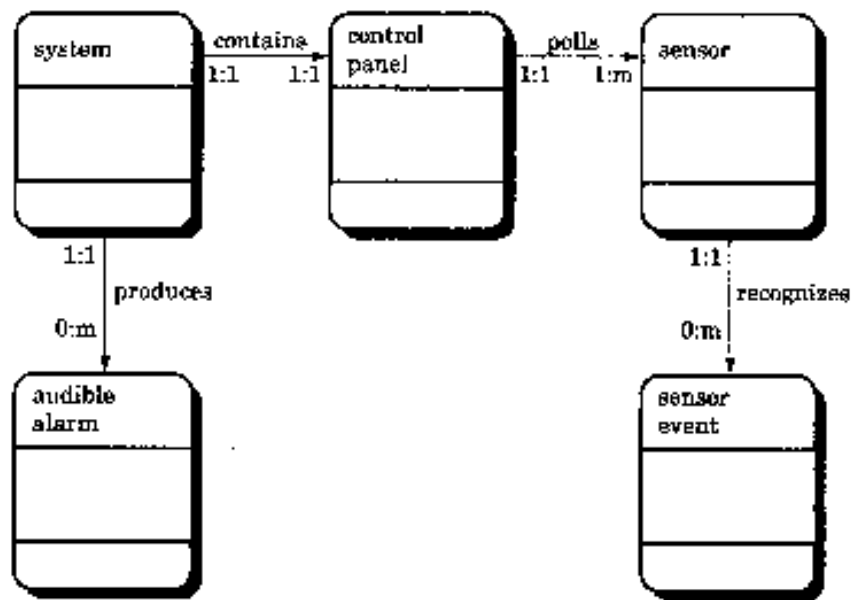 system
contains
1:1
1:1
control
panel
polls
1:1
1:m
sensor
1:1
produces
0:m
1:1
recognizes
0:m
audible
alarm
sensor
event